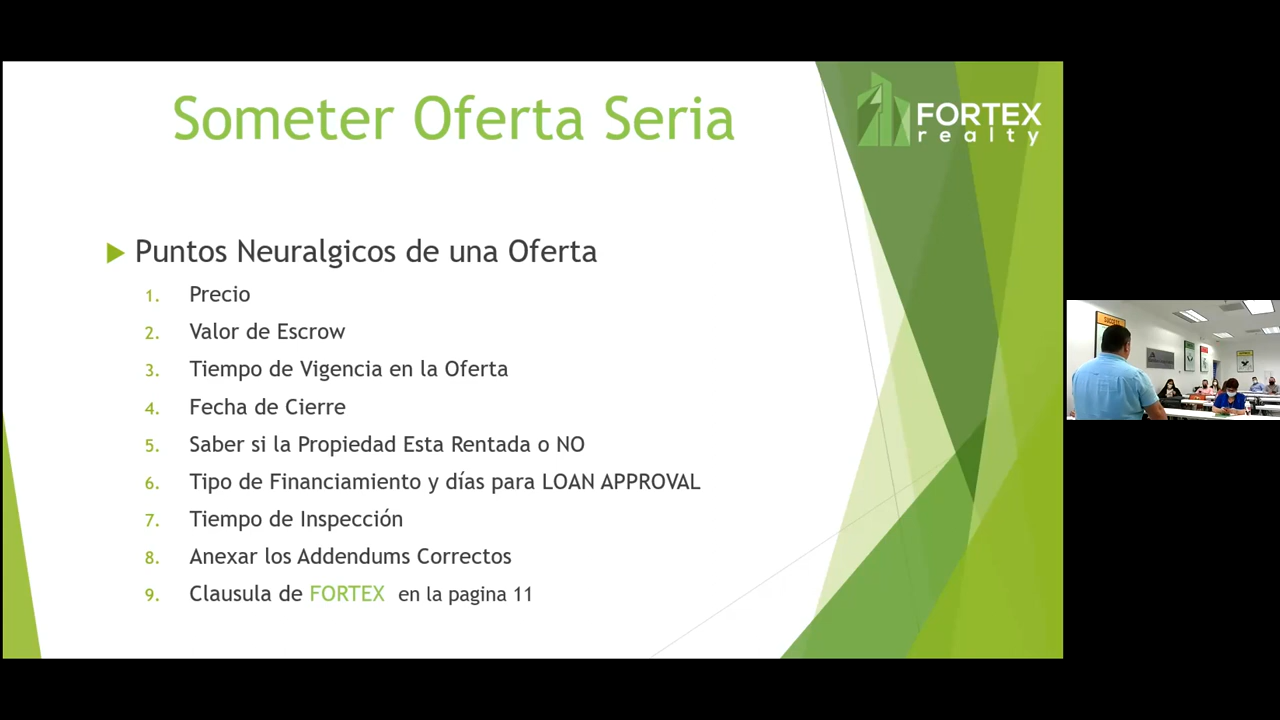 Someter Oferta Seria
FORTEX
realty
Puntos Neuralgicos de una Oferta
1. Precio
2. Valor de Escrow
3. Tiempo de Vigencia en la Oferta
4. Fecha de Cierre
5. Saber si la Propiedad Esta Rentada o NO
6. Tipo de Financiamiento y días para LOAN APPROVAL
7. Tiempo de Inspección
8. Anexar los Addendums Correctos
9. Clausula de FORTEX en la pagina 11